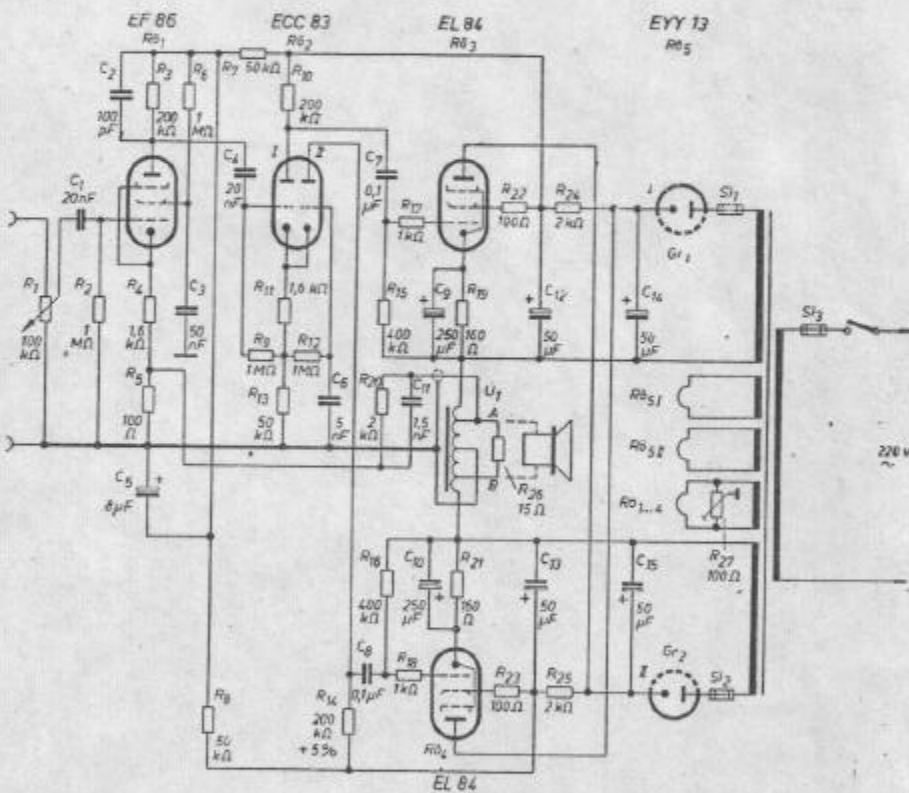 EF 86
ECC 83
EL 84
EYY 13
Rö1
Rö2
Rö3
Rö5
C2
100 pF
R3
200 kΩ
R6
1 MΩ
R7
50 kΩ
R10
200 kΩ
C1
20nF
C4
20 nF
I
II
C7
0,1 µF
R17
1kΩ
R22
100Ω
R24
2 kΩ
I
Gr1
Si1
R1
100 kΩ
R2
1 MΩ
R4
1,6 kΩ
C3
50 nF
R11
1,6 kΩ
R15
400 kΩ
C9
250 µF
R19
160 Ω
C12
50 µF
C14
50 µF
Si3
R5
100 Ω
R9
1MΩ
R12
1MΩ
R13
50 kΩ
C6
5 nF
R20
2 kΩ
C11
1,5 nF
Ü1
A
B
R26
15 Ω
Rö5I
Rö5II
Rö1...4
R27
100Ω
220 V
~
C5
8µF
R16
400 kΩ
C10
250 µF
R21
160 Ω
C13
50 µF
C15
50 µF
R8
50 kΩ
R14
200 kΩ
+5%
C8
0,1µF
R18
1kΩ
R23
100Ω
R25
2 kΩ
II
Gr2
Si2
Rö4
EL 84